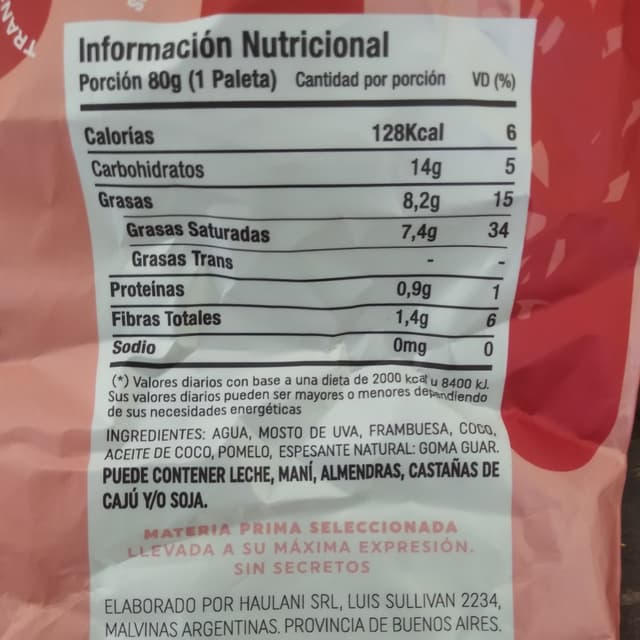 TRAN
Información Nutricional
Porción 80g (1 Paleta) Cantidad por porción VD (%)
Calorías 128Kcal 6
Carbohidratos 14g 5
Grasas 8,2g 15
Grasas Saturadas 7,4g 34
Grasas Trans - -
Proteínas 0,9g 1
Fibras Totales 1,4g 6
Sodio 0mg 0
(*) Valores diarios con base a una dieta de 2000 kcal u 8400 kJ.
Sus valores diarios pueden ser mayores o menores dependiendo
de sus necesidades energéticas
INGREDIENTES: AGUA, MOSTO DE UVA, FRAMBUESA, COCO,
ACEITE DE COCO, POMELO, ESPESANTE NATURAL: GOMA GUAR.
PUEDE CONTENER LECHE, MANÍ, ALMENDRAS, CASTAÑAS DE
CAJÚ Y/O SOJA.
MATERIA PRIMA SELECCIONADA
LLEVADA A SU MÁXIMA EXPRESIÓN.
SIN SECRETOS
ELABORADO POR HAULANI SRL, LUIS SULLIVAN 2234,
MALVINAS ARGENTINAS. PROVINCIA DE BUENOS AIRES.